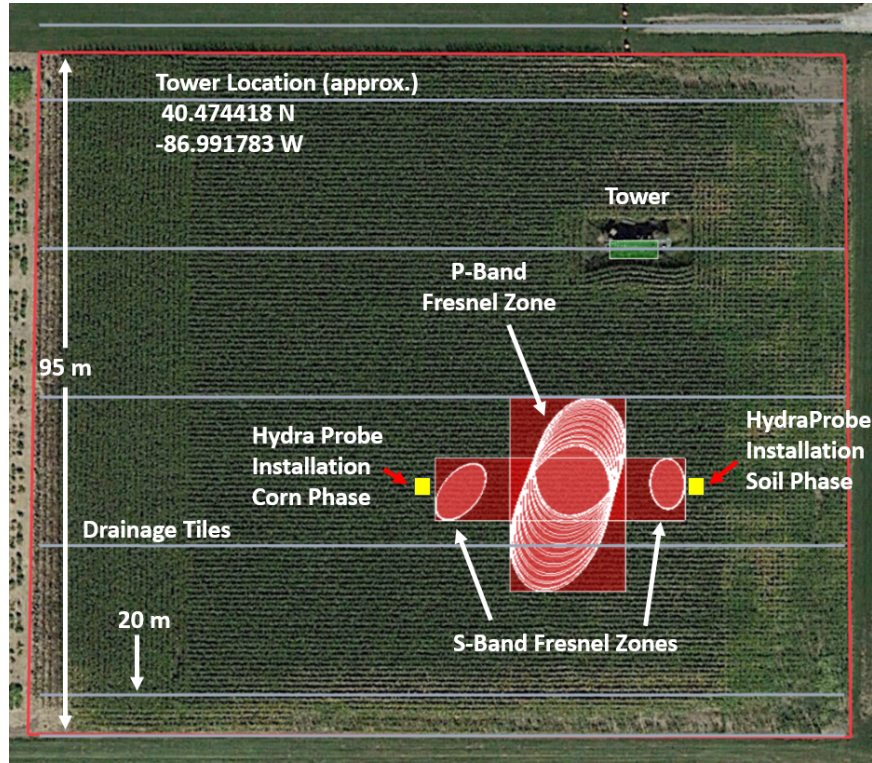 Tower Location (approx.)
40.474418 N
-86.991783 W
Tower
P-Band
Fresnel Zone
95 m
HydraProbe
Installation
Soil Phase
Hydra Probe
Installation
Corn Phase
Drainage Tiles
20 m
S-Band Fresnel Zones